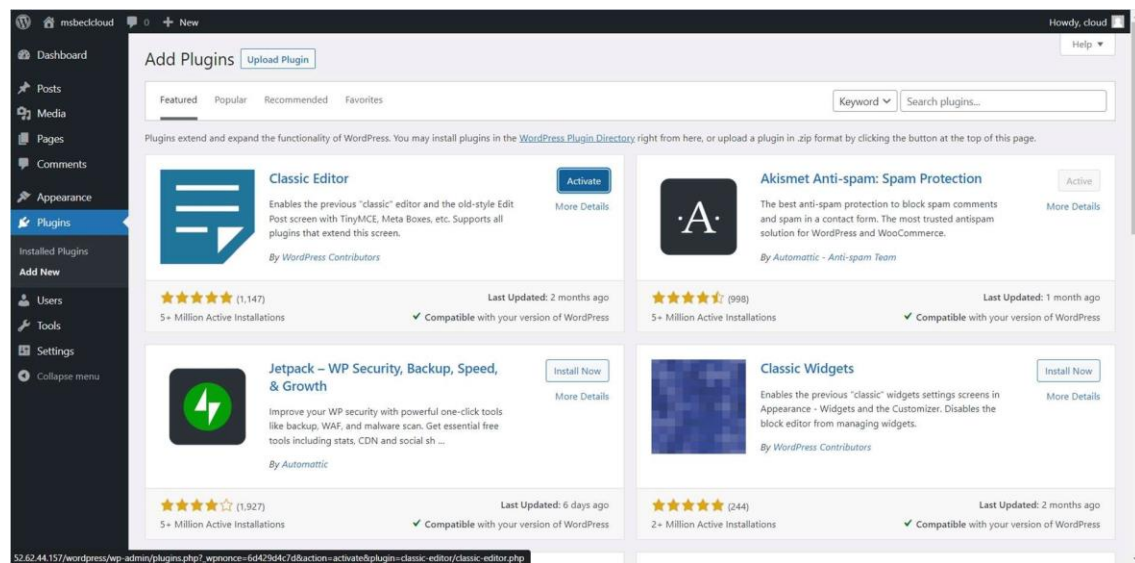 msbeclcloud 0 + New Howdy, cloud
Help ▼
Dashboard
Posts
Media
Pages
Comments
Appearance
Plugins
Installed Plugins
Add New
Users
Tools
Settings
Collapse menu
Add Plugins Upload Plugin
Featured Popular Recommended Favorites Keyword Search plugins...
Plugins extend and expand the functionality of WordPress. You may install plugins in the WordPress Plugin Directory right from here, or upload a plugin in .zip format by clicking the button at the top of this page.
Classic Editor
Activate
More Details
Enables the previous "classic" editor and the old-style Edit
Post screen with TinyMCE, Meta Boxes, etc. Supports all
plugins that extend this screen.
By WordPress Contributors
(1,147) Last Updated: 2 months ago
5+ Million Active Installations ✔ Compatible with your version of WordPress
·A·
Akismet Anti-spam: Spam Protection
Active
More Details
The best anti-spam protection to block spam comments
and spam in a contact form. The most trusted antispam
solution for WordPress and WooCommerce.
By Automattic - Anti-spam Team
(998) Last Updated: 1 month ago
5+ Million Active Installations ✔ Compatible with your version of WordPress
Jetpack – WP Security, Backup, Speed,
& Growth
Install Now
More Details
Improve your WP security with powerful one-click tools
like backup, WAF, and malware scan. Get essential free
tools including stats, CDN and social sh ...
By Automattic
(1,927) Last Updated: 6 days ago
5+ Million Active Installations ✔ Compatible with your version of WordPress
Classic Widgets
Install Now
More Details
Enables the previous "classic" widgets settings screens in
Appearance - Widgets and the Customizer. Disables the
block editor from managing widgets.
By WordPress Contributors
(244) Last Updated: 2 months ago
2+ Million Active Installations ✔ Compatible with your version of WordPress
52.62.44.157/wordpress/wp-admin/plugins.php?_wpnonce=6d429d4c7d&action=activate&plugin=classic-editor/classic-editor.php